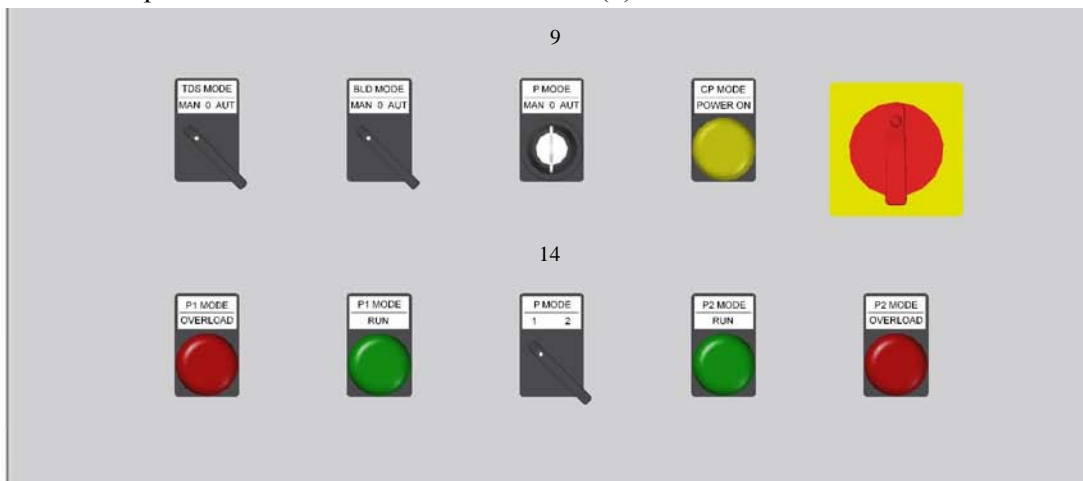 9
TDS MODE
MAN 0 AUT
BLD MODE
MAN 0 AUT
P MODE
MAN 0 AUT
CP MODE
POWER ON
14
P1 MODE
OVERLOAD
P1 MODE
RUN
P MODE
1 2
P2 MODE
RUN
P2 MODE
OVERLOAD